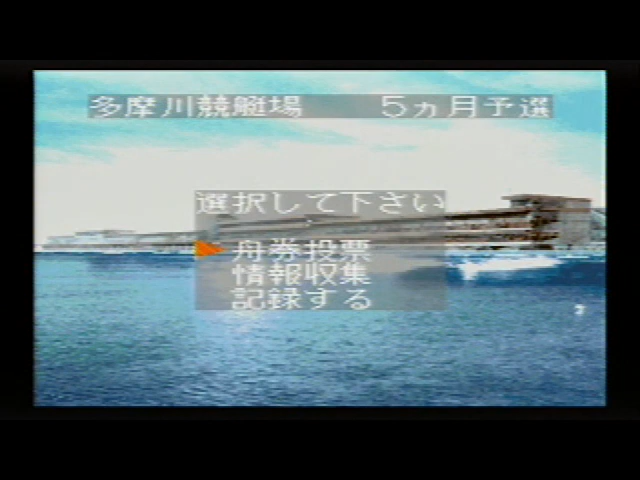 多摩川競艇場　５ヵ月予選
選択して下さい
舟券投票
情報収集
記録する